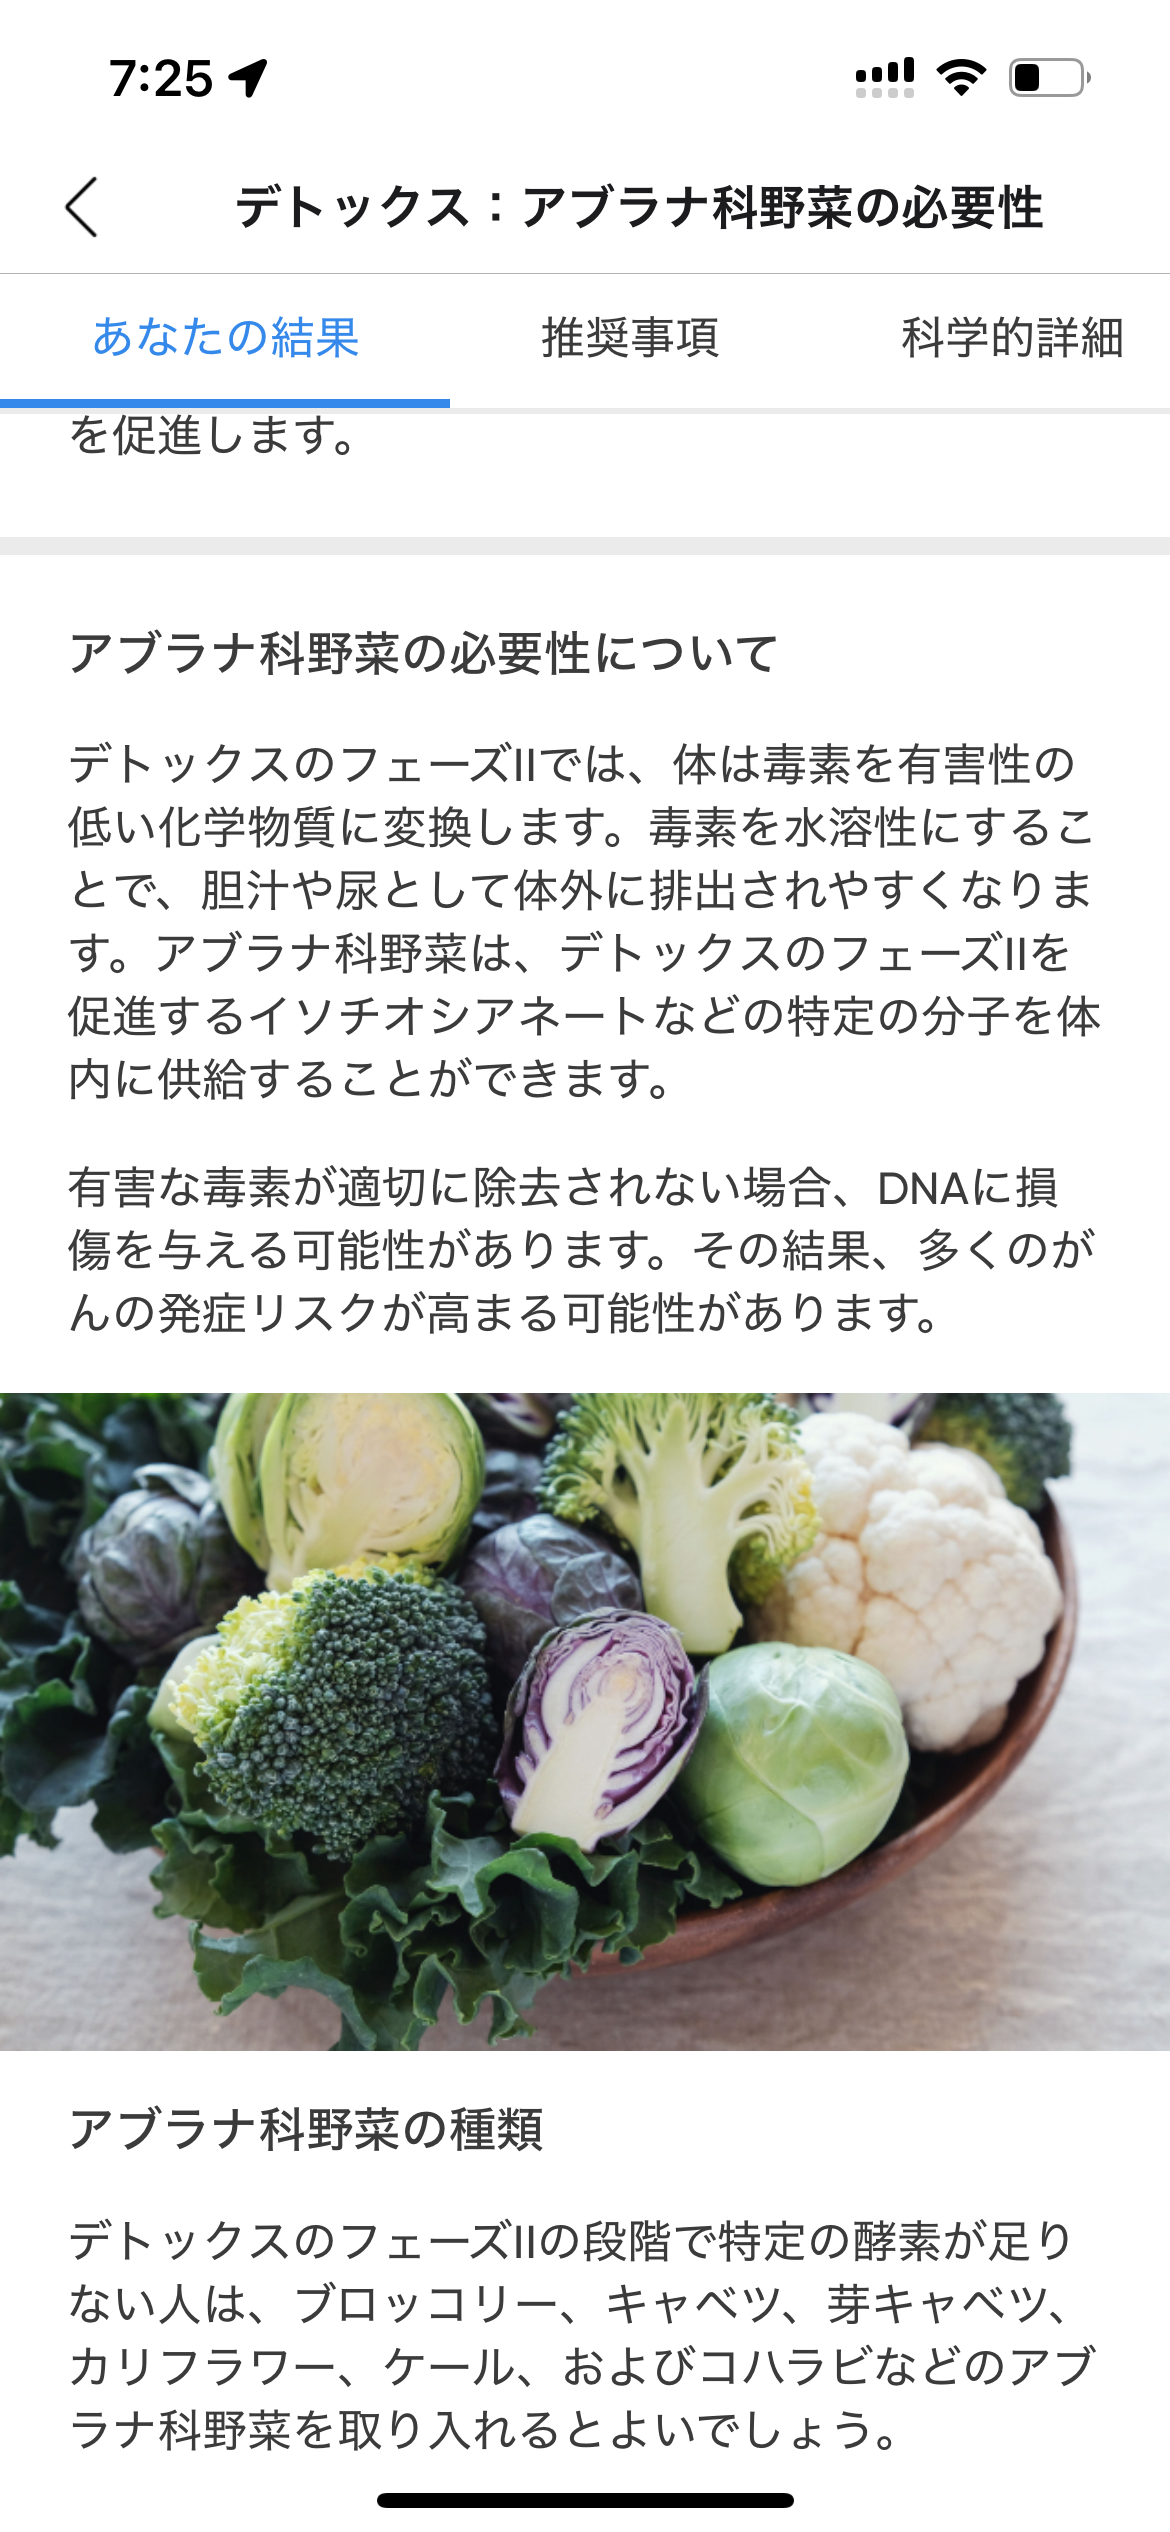 7:25
デトックス：アブラナ科野菜の必要性
あなたの結果
推奨事項
科学的詳細
を促進します。
アブラナ科野菜の必要性について
デトックスのフェーズIIでは、体は毒素を有害性の
低い化学物質に変換します。毒素を水溶性にするこ
とで、胆汁や尿として体外に排出されやすくなりま
す。アブラナ科野菜は、デトックスのフェーズIIを
促進するイソチオシアネートなどの特定の分子を体
内に供給することができます。
有害な毒素が適切に除去されない場合、DNAに損
傷を与える可能性があります。その結果、多くのが
んの発症リスクが高まる可能性があります。
アブラナ科野菜の種類
デトックスのフェーズIIの段階で特定の酵素が足り
ない人は、ブロッコリー、キャベツ、芽キャベツ、
カリフラワー、ケール、およびコハラビなどのアブ
ラナ科野菜を取り入れるとよいでしょう。